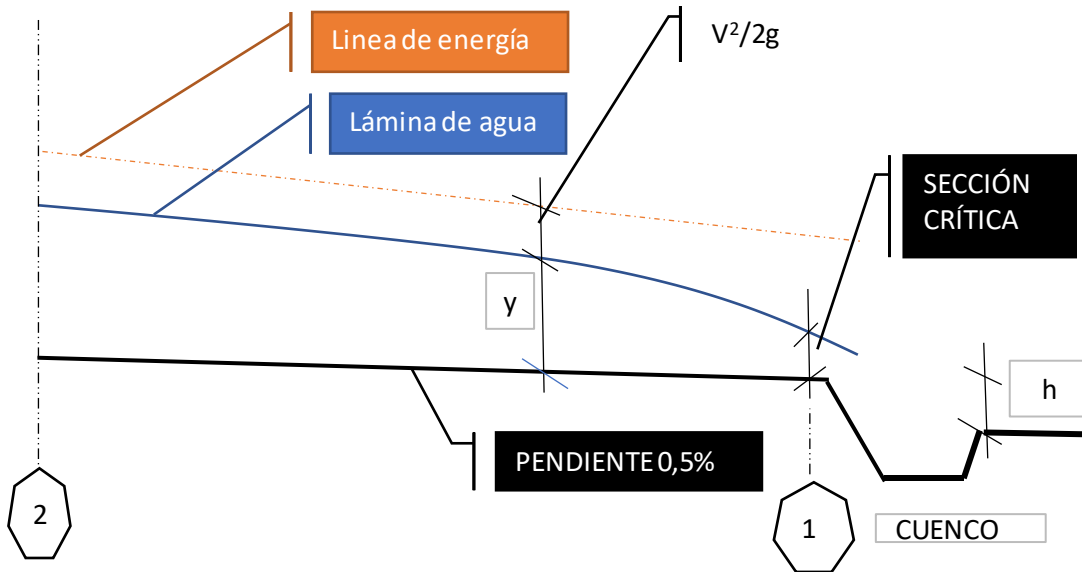 Linea de energía
V²/2g
Lámina de agua
SECCIÓN
CRÍTICA
y
h
PENDIENTE 0,5%
2
1
CUENCO